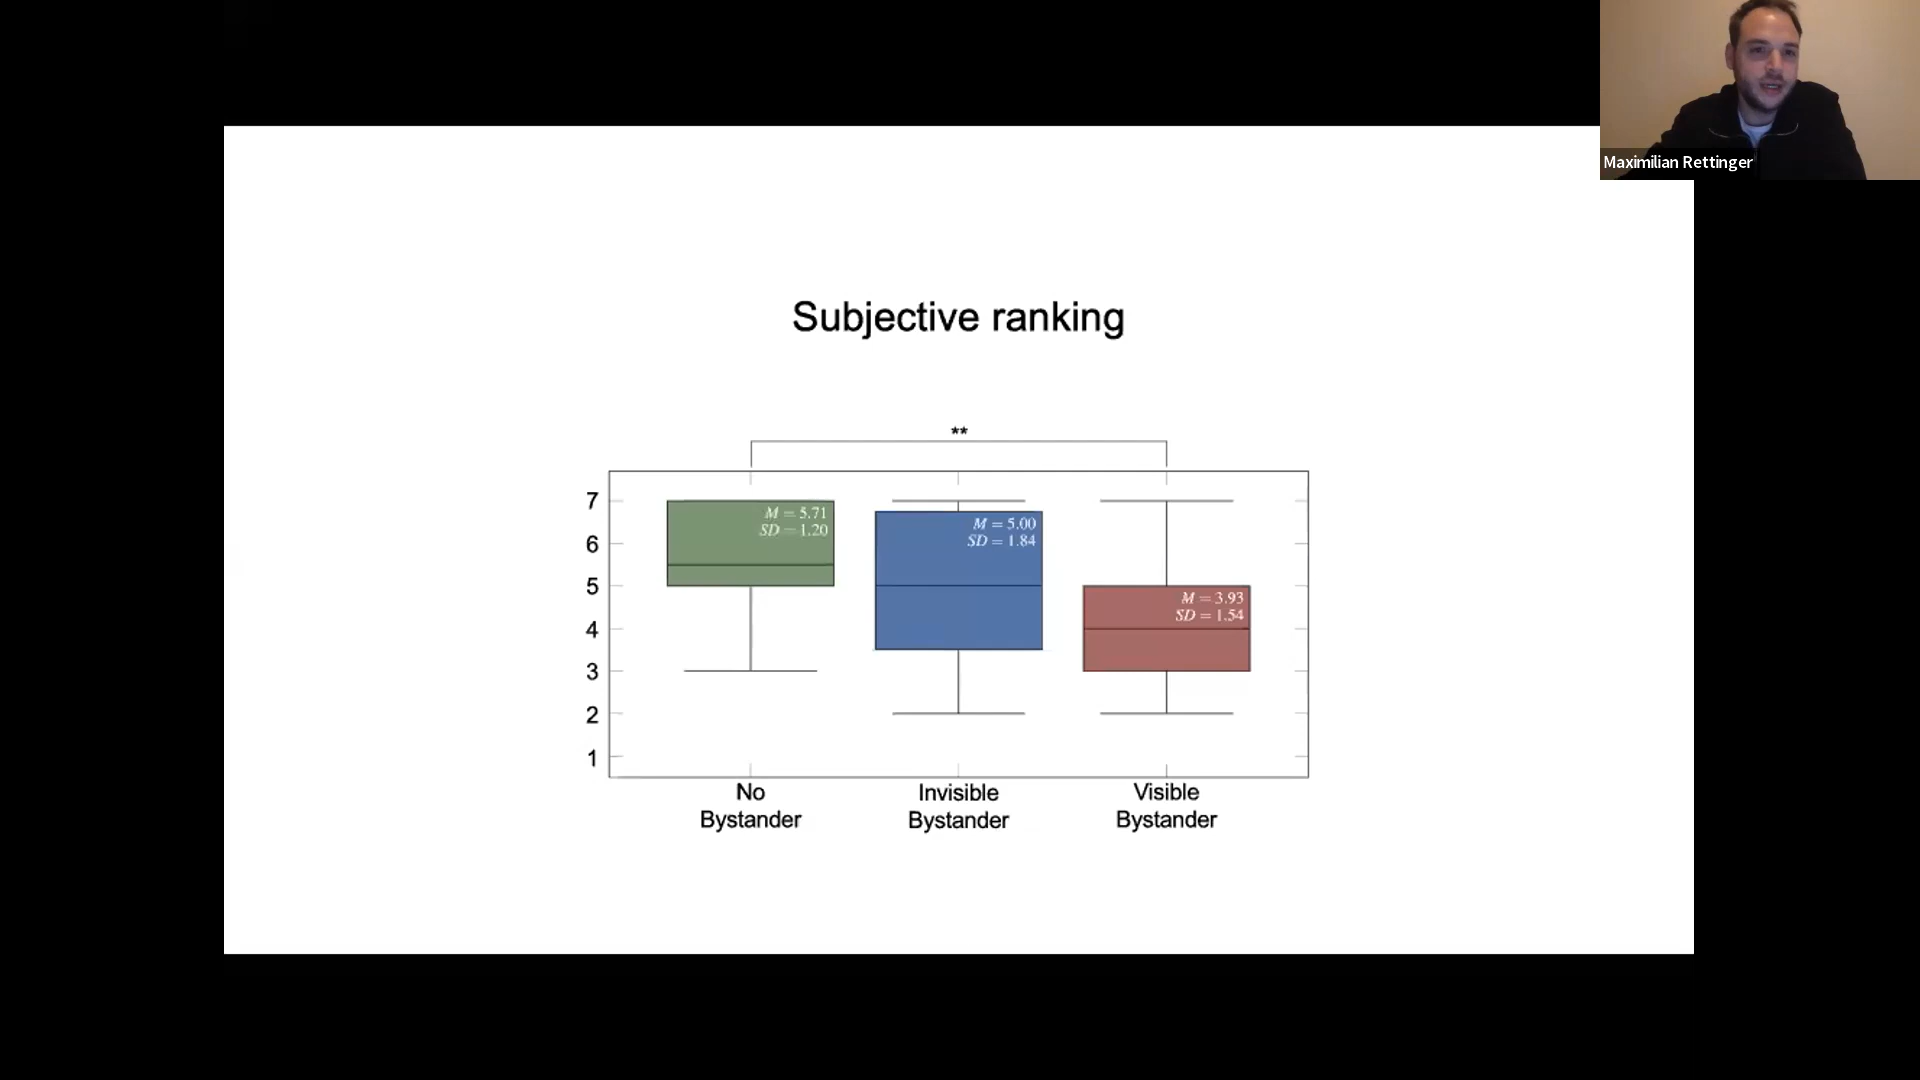 Maximilian Rettinger
Subjective ranking
**
7
6
5
4
3
2
1
M = 5.71
SD = 1.20
M = 5.00
SD = 1.84
M = 3.93
SD = 1.54
No
Bystander
Invisible
Bystander
Visible
Bystander